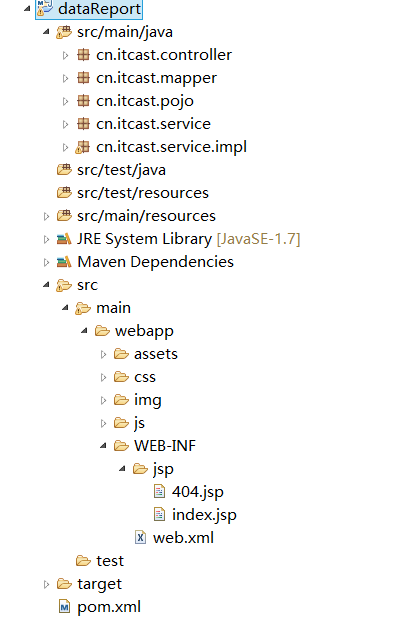 dataReport
src/main/java
cn.itcast.controller
cn.itcast.mapper
cn.itcast.pojo
cn.itcast.service
cn.itcast.service.impl
src/test/java
src/test/resources
src/main/resources
JRE System Library [JavaSE-1.7]
Maven Dependencies
src
main
webapp
assets
css
img
js
WEB-INF
jsp
404.jsp
index.jsp
web.xml
test
target
pom.xml